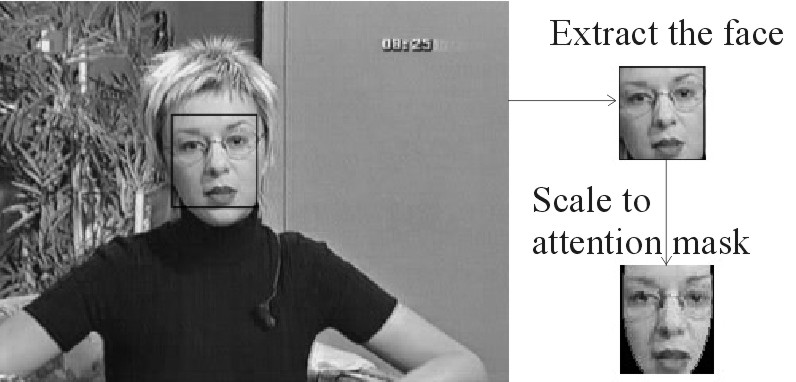 08:25
Extract the face
Scale to
attention mask